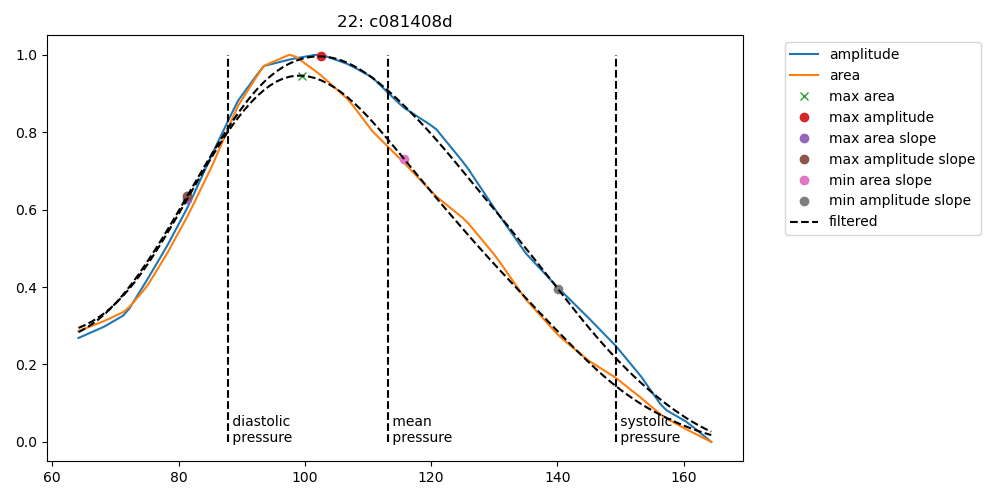 22: c081408d
1.0
0.8
0.6
0.4
0.2
0.0
60
80
100
120
140
160
diastolic
pressure
mean
pressure
systolic
pressure
amplitude
area
max area
max amplitude
max area slope
max amplitude slope
min area slope
min amplitude slope
filtered